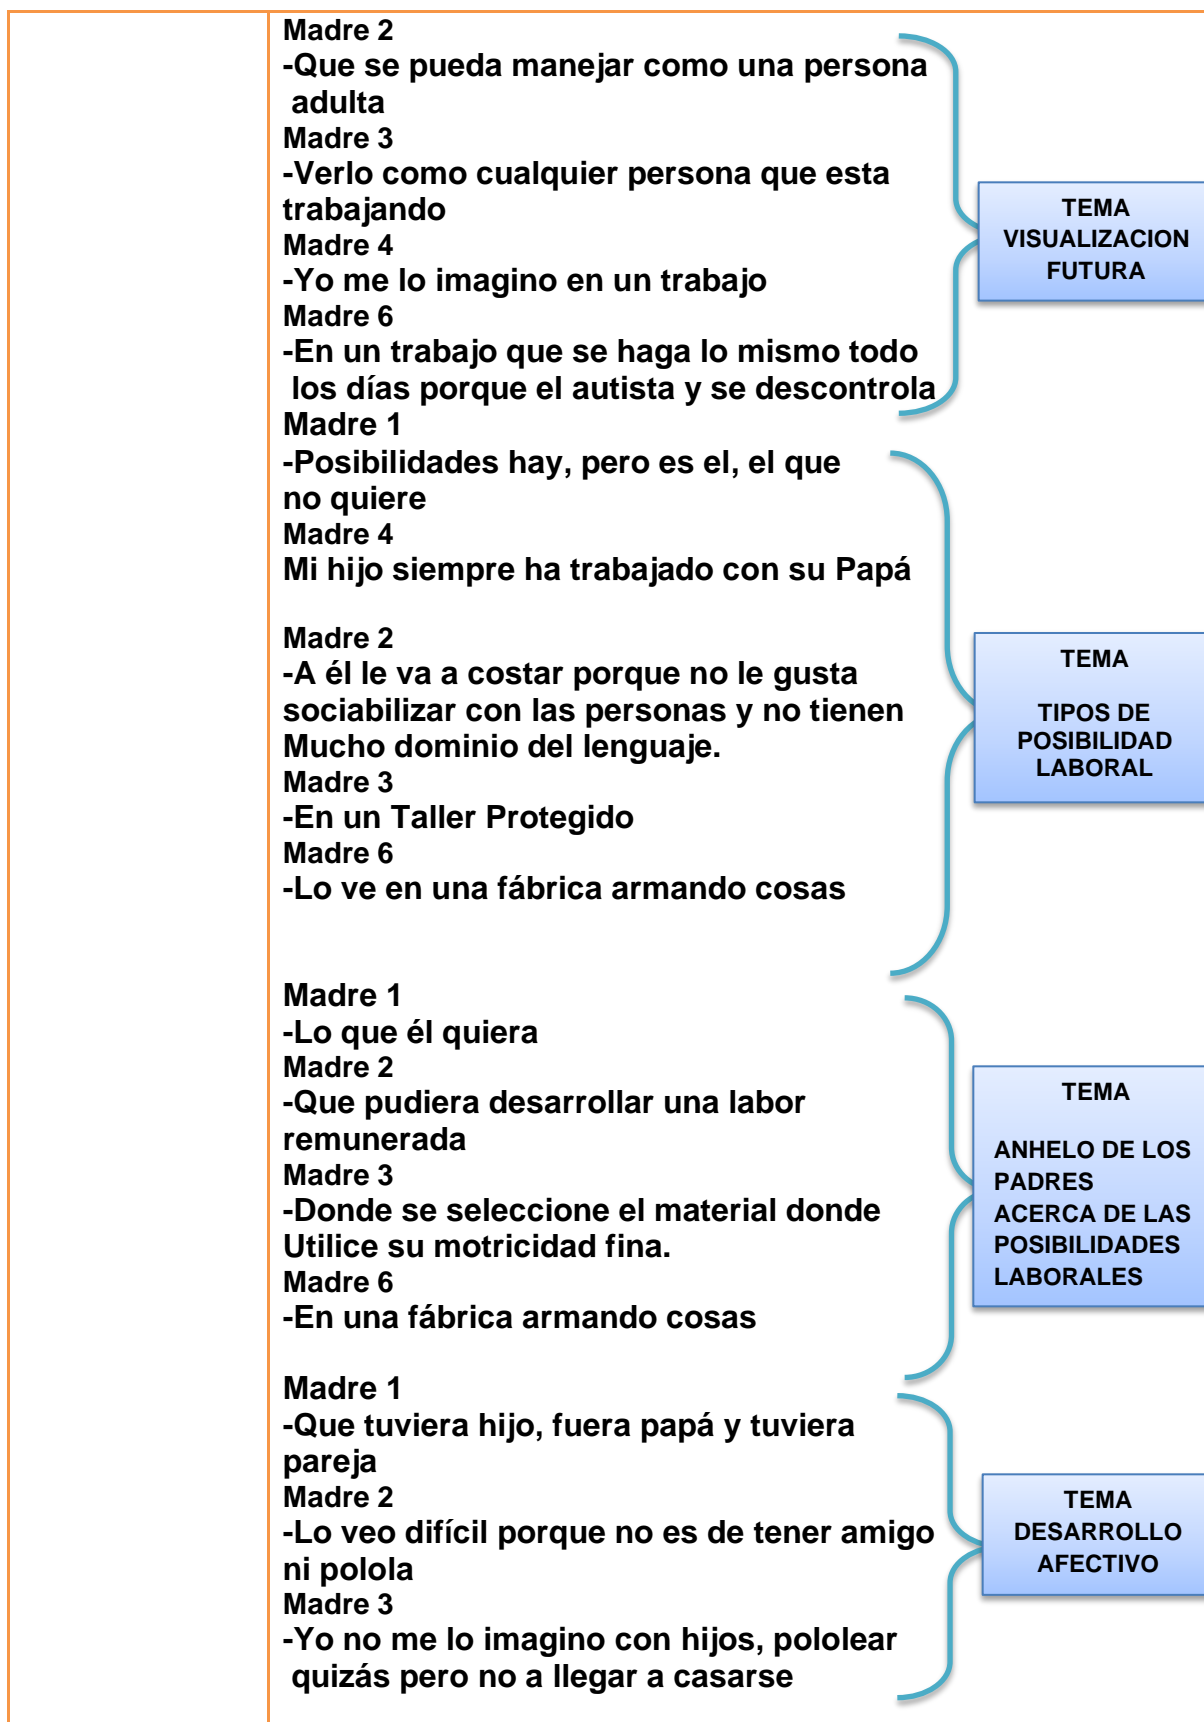 Madre 2
-Que se pueda manejar como una persona
adulta
Madre 3
-Verlo como cualquier persona que esta
trabajando
Madre 4
-Yo me lo imagino en un trabajo
Madre 6
-En un trabajo que se haga lo mismo todo
los días porque el autista y se descontrola
TEMA
VISUALIZACION
FUTURA
Madre 1
-Posibilidades hay, pero es el, el que
no quiere
Madre 4
Mi hijo siempre ha trabajado con su Papá
Madre 2
-A él le va a costar porque no le gusta
sociabilizar con las personas y no tienen
Mucho dominio del lenguaje.
Madre 3
-En un Taller Protegido
Madre 6
-Lo ve en una fábrica armando cosas
TEMA
TIPOS DE
POSIBILIDAD
LABORAL
Madre 1
-Lo que él quiera
Madre 2
-Que pudiera desarrollar una labor
remunerada
Madre 3
-Donde se seleccione el material donde
Utilice su motricidad fina.
Madre 6
-En una fábrica armando cosas
TEMA
ANHELO DE LOS
PADRES
ACERCA DE LAS
POSIBILIDADES
LABORALES
Madre 1
-Que tuviera hijo, fuera papá y tuviera
pareja
Madre 2
-Lo veo difícil porque no es de tener amigo
ni polola
Madre 3
-Yo no me lo imagino con hijos, pololear
quizás pero no a llegar a casarse
TEMA
DESARROLLO
AFECTIVO